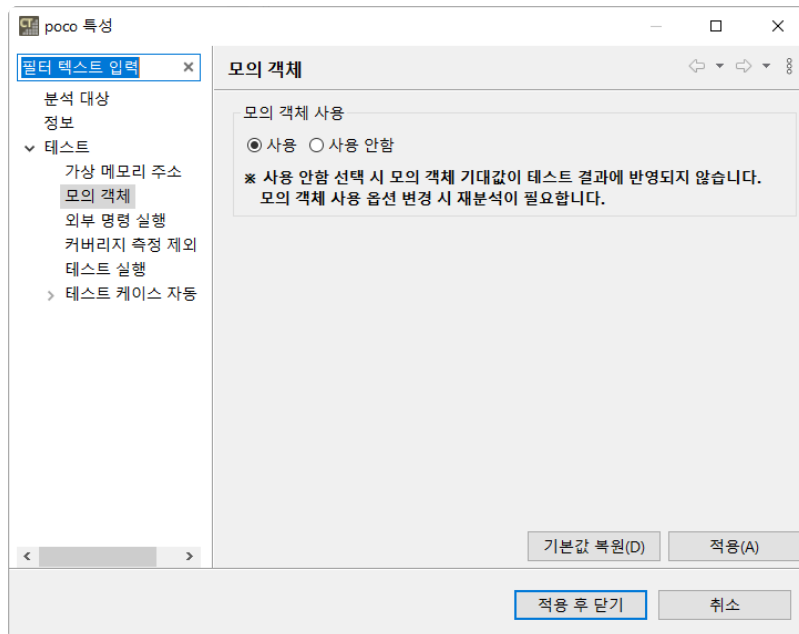 CT poco 특성
필터 텍스트 입력
모의 객체
분석 대상
정보
테스트
가상 메모리 주소
모의 객체
외부 명령 실행
커버리지 측정 제외
테스트 실행
테스트 케이스 자동
모의 객체 사용
사용 사용 안함
※ 사용 안함 선택 시 모의 객체 기대값이 테스트 결과에 반영되지 않습니다.
모의 객체 사용 옵션 변경 시 재분석이 필요합니다.
기본값 복원(D) 적용(A)
적용 후 닫기 취소